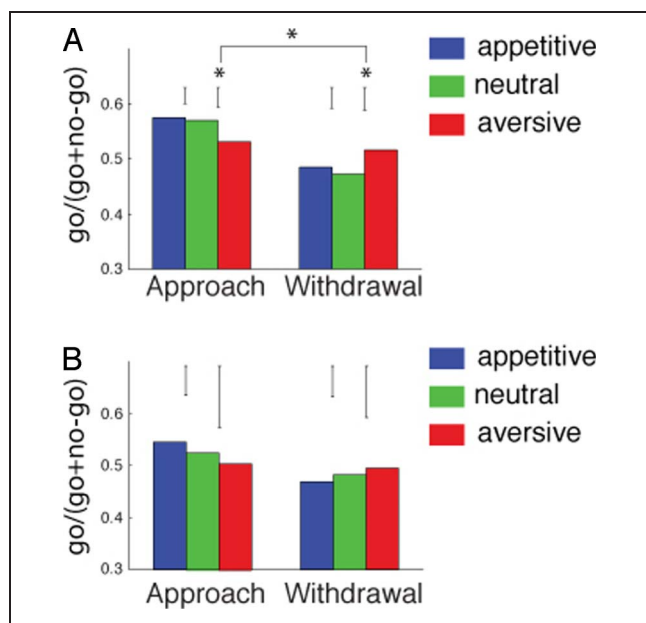 A
*
* *
appetitive
neutral
aversive
go/(go+no-go)
0.6
0.5
0.4
0.3
Approach Withdrawal
B
appetitive
neutral
aversive
go/(go+no-go)
0.6
0.5
0.4
0.3
Approach Withdrawal